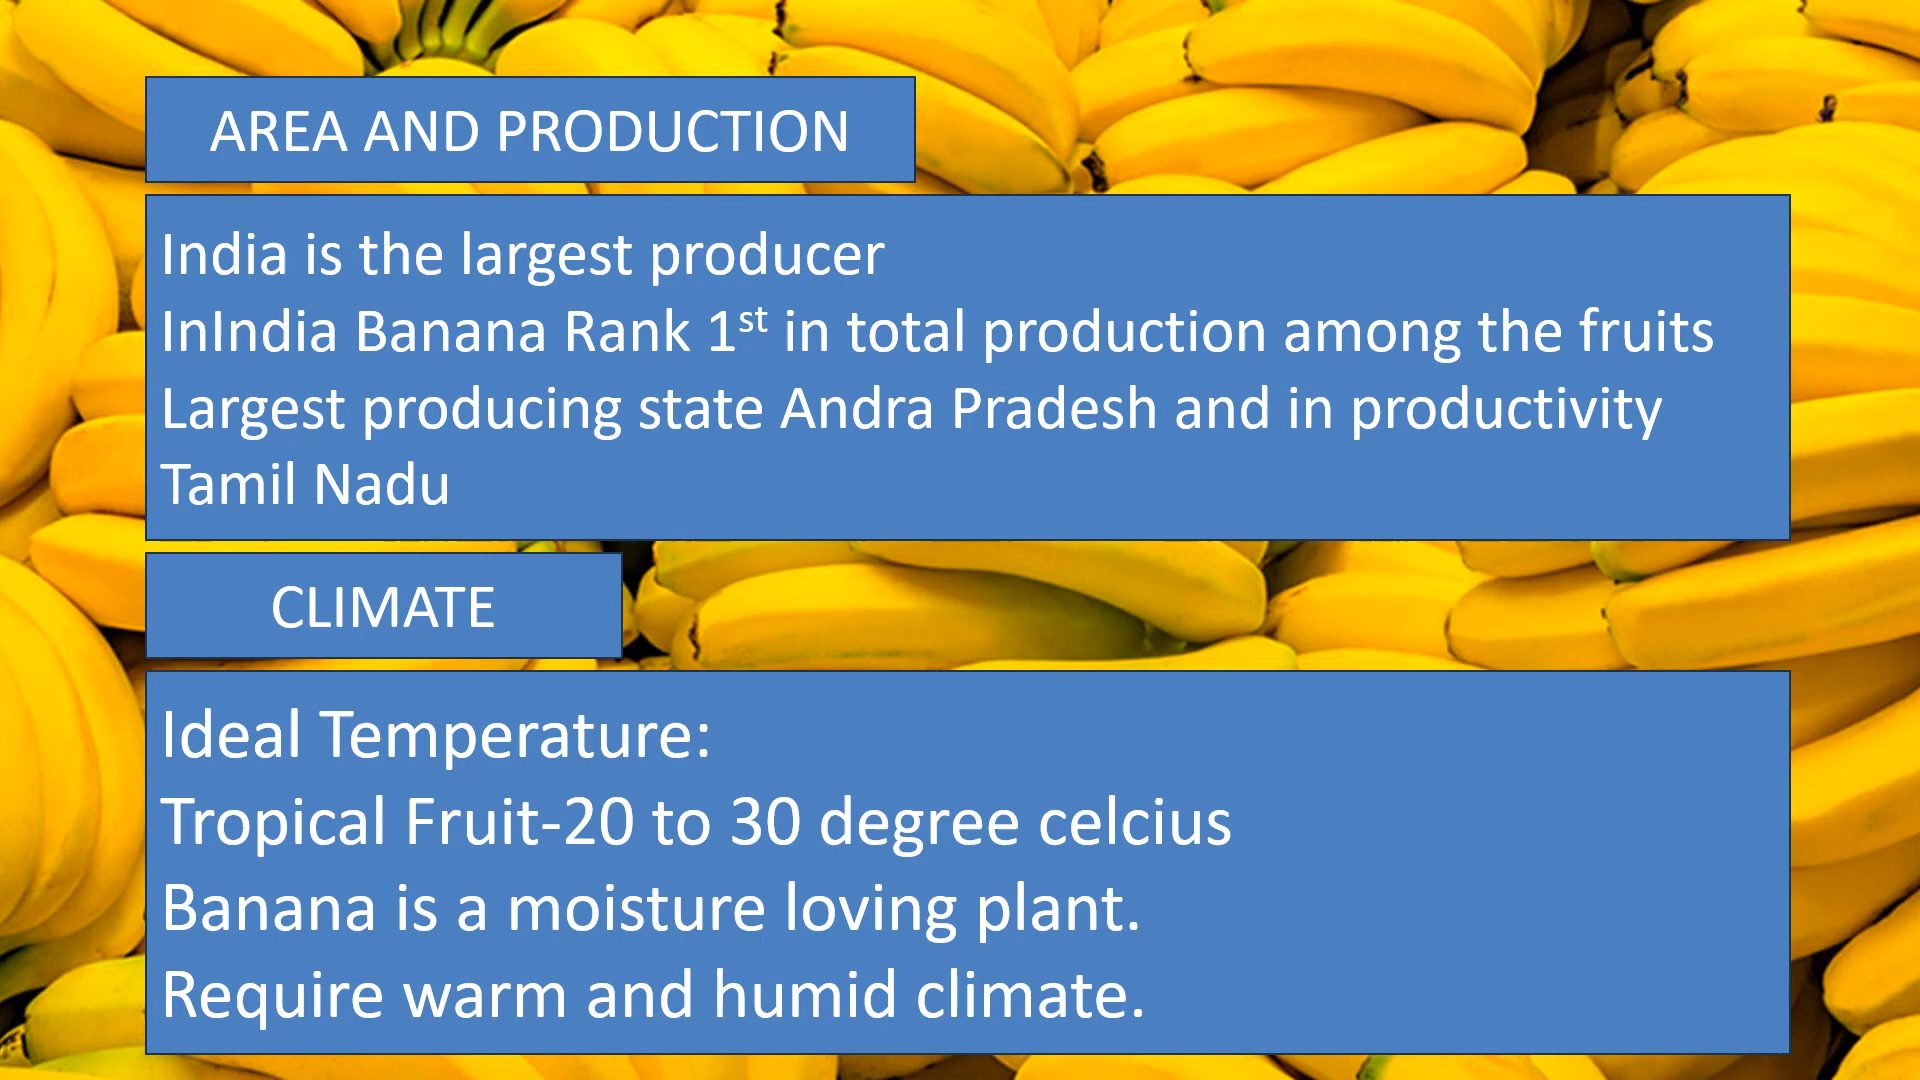 AREA AND PRODUCTION
India is the largest producer
InIndia Banana Rank 1st in total production among the fruits
Largest producing state Andra Pradesh and in productivity
Tamil Nadu
CLIMATE
Ideal Temperature:
Tropical Fruit-20 to 30 degree celcius
Banana is a moisture loving plant.
Require warm and humid climate.